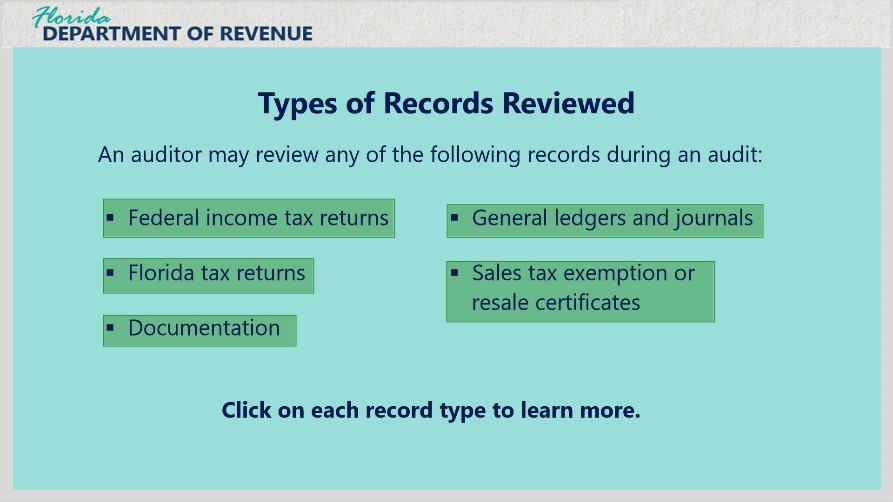 Florida
DEPARTMENT OF REVENUE
Types of Records Reviewed
An auditor may review any of the following records during an audit:
▪ Federal income tax returns
▪ Florida tax returns
▪ Documentation
▪ General ledgers and journals
▪ Sales tax exemption or
resale certificates
Click on each record type to learn more.